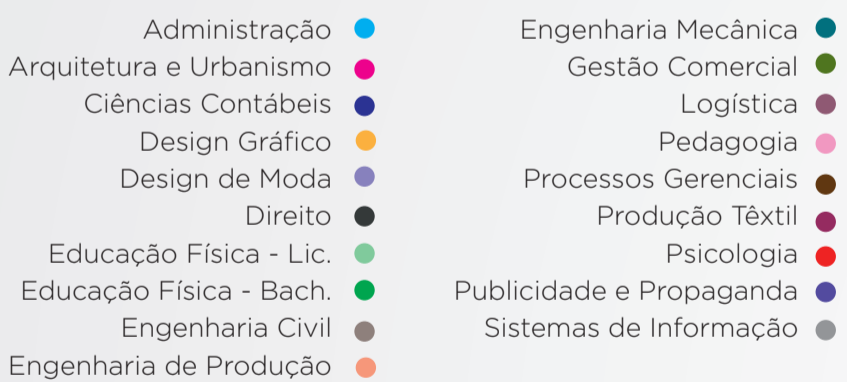 Administração
Arquitetura e Urbanismo
Ciências Contábeis
Design Gráfico
Design de Moda
Direito
Educação Física - Lic.
Educação Física - Bach.
Engenharia Civil
Engenharia de Produção
Engenharia Mecânica
Gestão Comercial
Logística
Pedagogia
Processos Gerenciais
Produção Têxtil
Psicologia
Publicidade e Propaganda
Sistemas de Informação